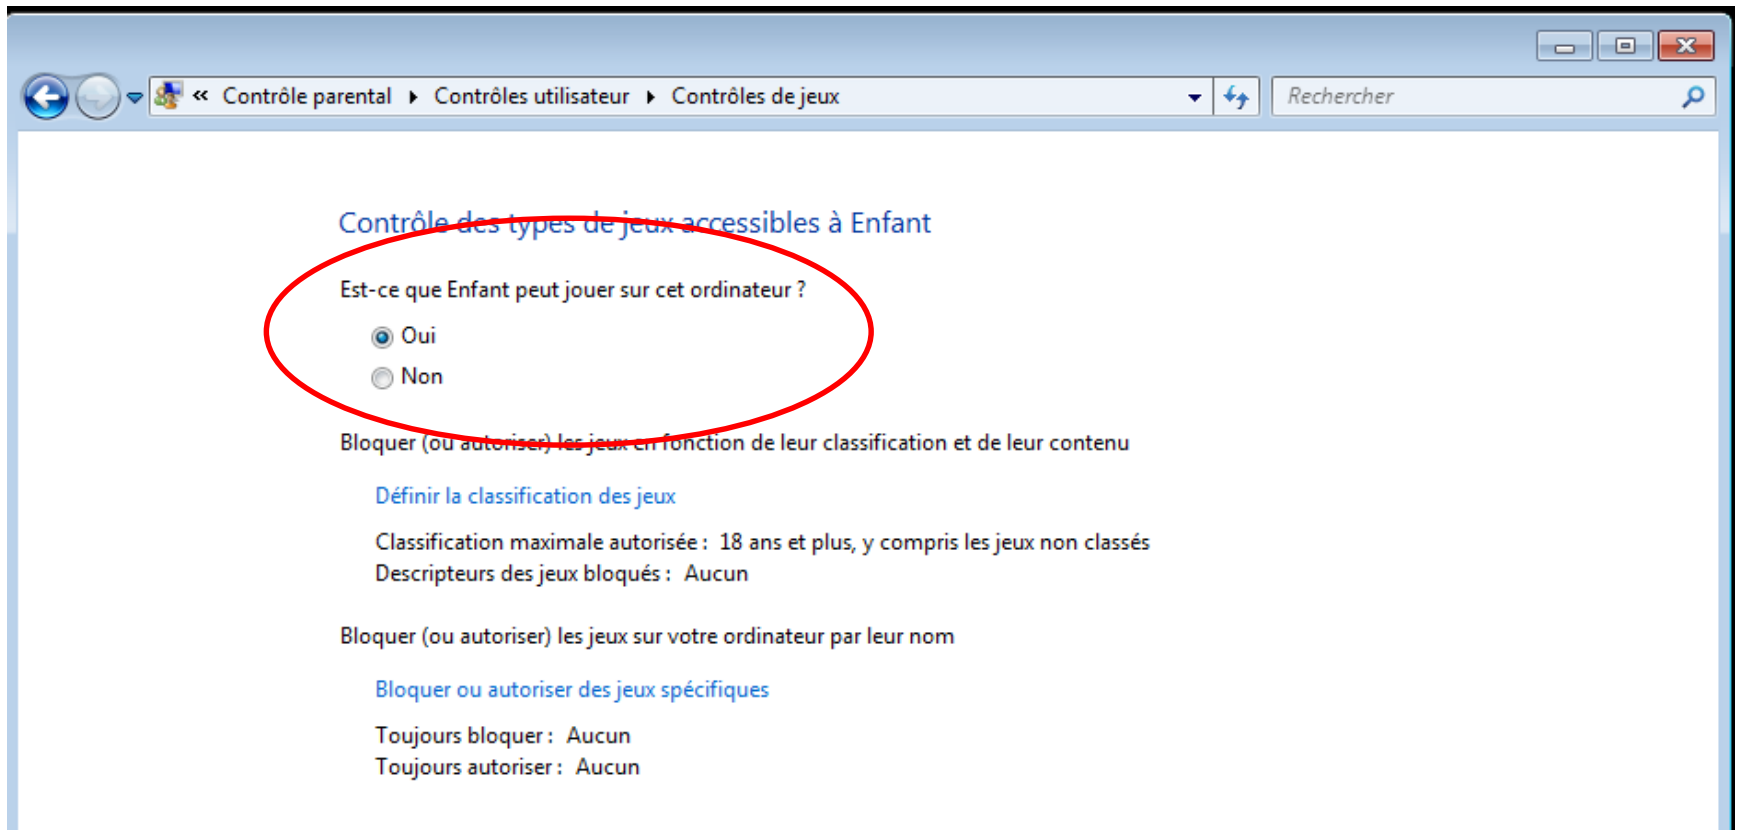 « Contrôle parental ▸ Contrôles utilisateur ▸ Contrôles de jeux
Rechercher
Contrôle des types de jeux accessibles à Enfant
Est-ce que Enfant peut jouer sur cet ordinateur ?
Oui
Non
Bloquer (ou autoriser) les jeux en fonction de leur classification et de leur contenu
Définir la classification des jeux
Classification maximale autorisée : 18 ans et plus, y compris les jeux non classés
Descripteurs des jeux bloqués : Aucun
Bloquer (ou autoriser) les jeux sur votre ordinateur par leur nom
Bloquer ou autoriser des jeux spécifiques
Toujours bloquer : Aucun
Toujours autoriser : Aucun